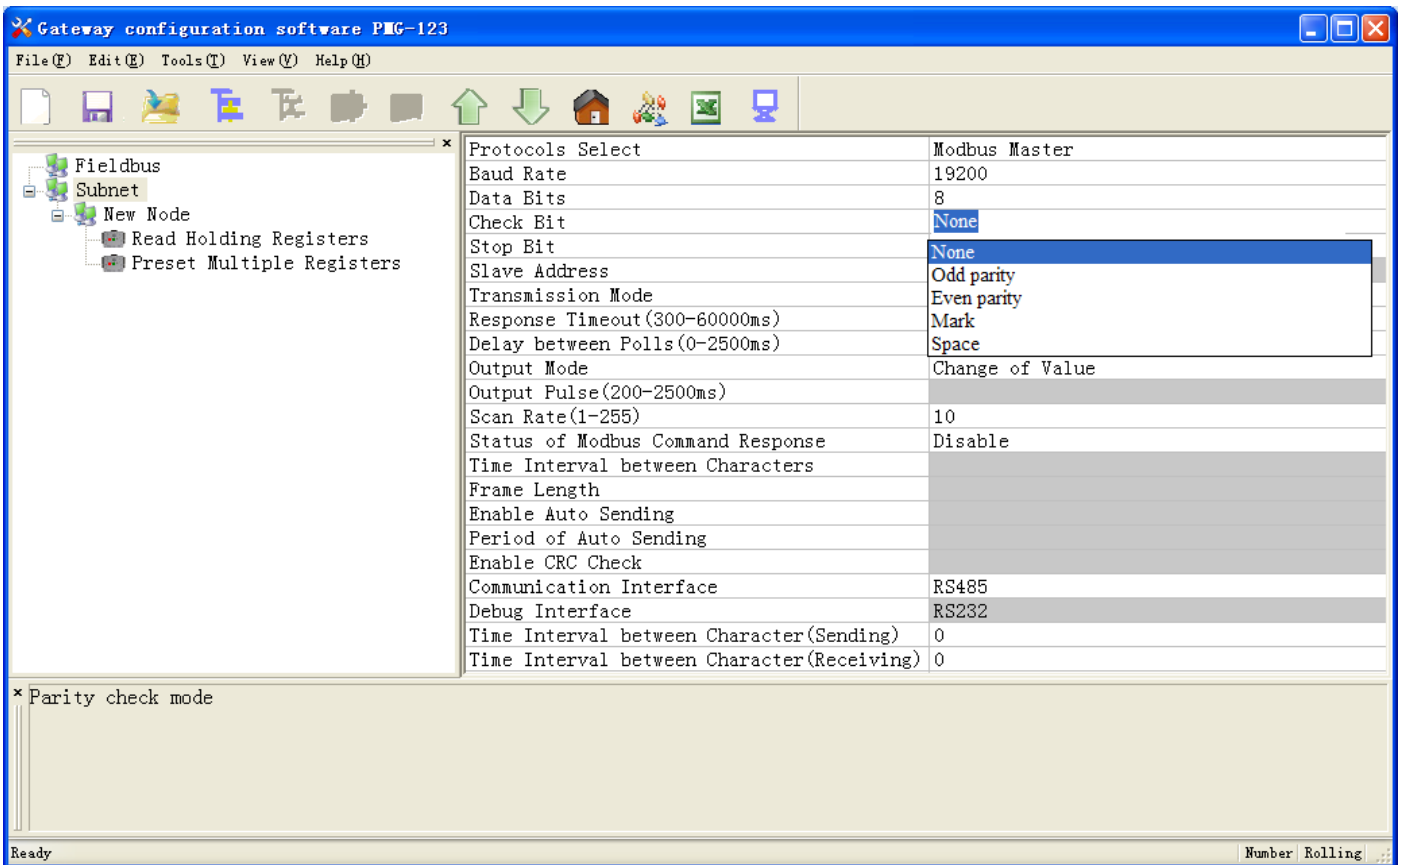 Gateway configuration software PMG-123
File(F) Edit(E) Tools(T) View(V) Help(H)
Fieldbus
Subnet
New Node
Read Holding Registers
Preset Multiple Registers
Protocols Select Modbus Master
Baud Rate 19200
Data Bits 8
Check Bit None
Stop Bit
None
Odd parity
Even parity
Mark
Space
Slave Address
Transmission Mode
Response Timeout(300-60000ms)
Delay between Polls(0-2500ms)
Output Mode Change of Value
Output Pulse(200-2500ms)
Scan Rate(1-255) 10
Status of Modbus Command Response Disable
Time Interval between Characters
Frame Length
Enable Auto Sending
Period of Auto Sending
Enable CRC Check
Communication Interface RS485
Debug Interface RS232
Time Interval between Character(Sending) 0
Time Interval between Character(Receiving) 0
Parity check mode
Ready Number Rolling